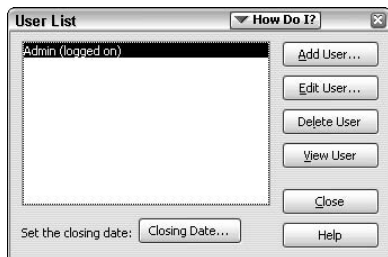 User List
How Do I?
Admin (logged on)
Add User...
Edit User...
Delete User
View User
Close
Set the closing date:
Closing Date...
Help